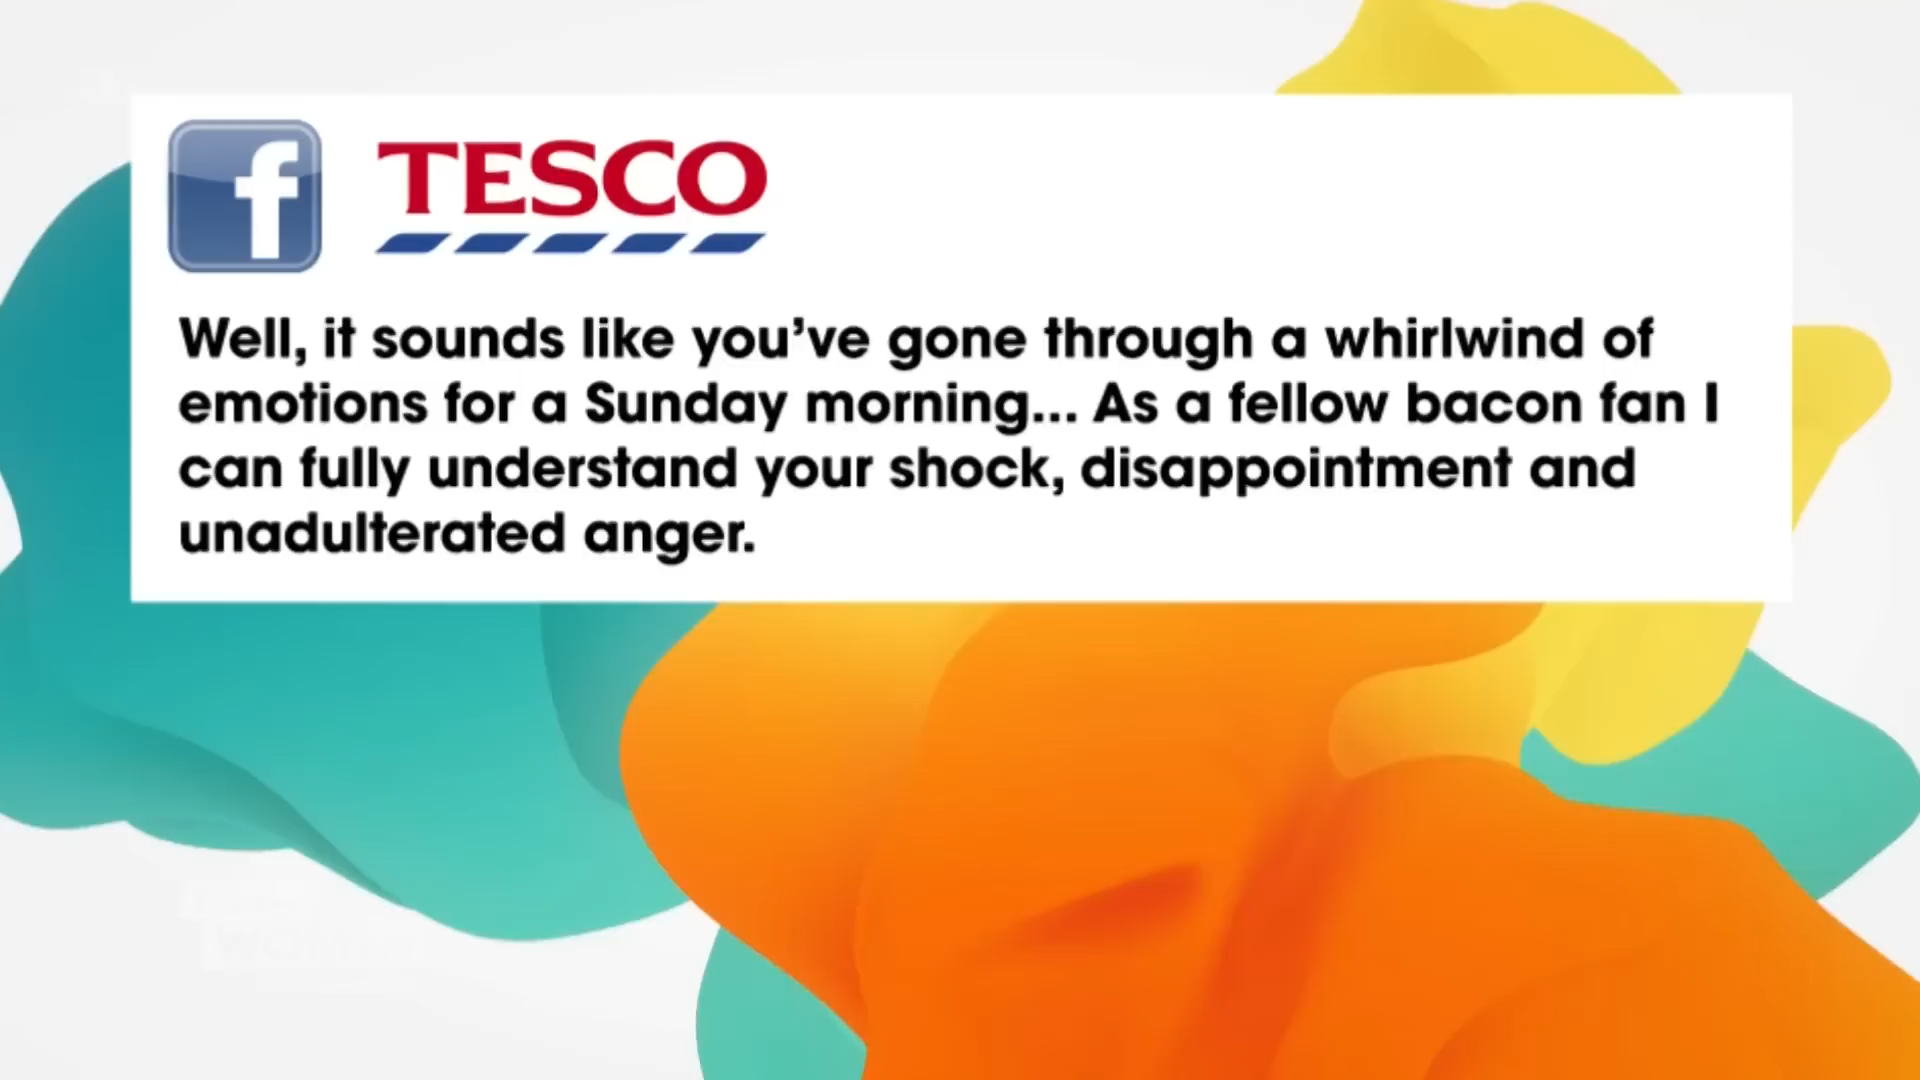 f TESCO
Well, it sounds like you’ve gone through a whirlwind of
emotions for a Sunday morning... As a fellow bacon fan I
can fully understand your shock, disappointment and
unadulterated anger.